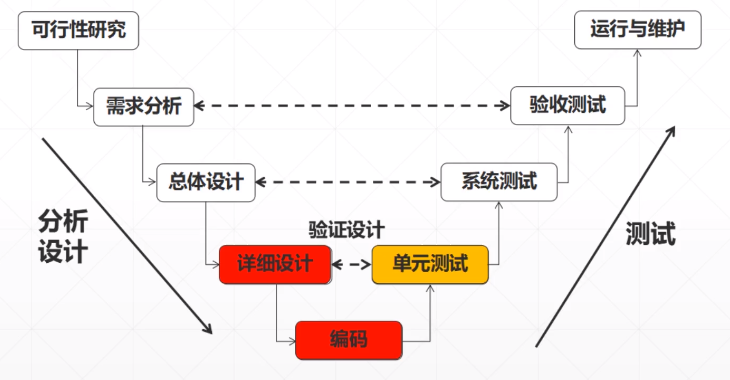 可行性研究
运行与维护
需求分析
验收测试
总体设计
系统测试
分析
设计
验证设计
测试
详细设计
单元测试
编码